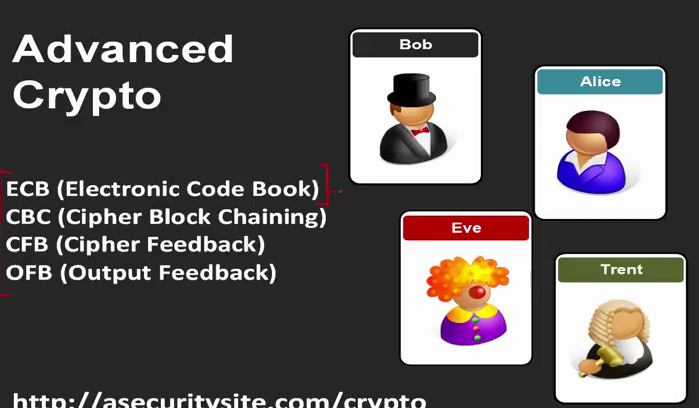 Advanced
Crypto
ECB (Electronic Code Book)
CBC (Cipher Block Chaining)
CFB (Cipher Feedback)
OFB (Output Feedback)
http://asecuritysite.com/crypto
Bob
Alice
Eve
Trent